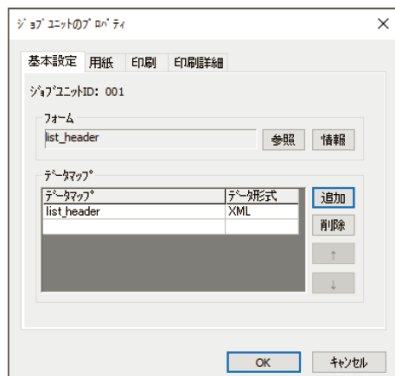 ｼﾞｮﾌﾞﾕﾆｯﾄのﾌﾟﾛﾊﾟﾃｨ
基本設定 用紙 印刷 印刷詳細
ｼﾞｮﾌﾞﾕﾆｯﾄID: 001
フォーム
list_header 参照 情報
ﾃﾞｰﾀﾏｯﾌﾟ
ﾃﾞｰﾀﾏｯﾌﾟ ﾃﾞｰﾀ形式 追加
list_header XML
削除
↑
↓
OK ｷｬﾝｾﾙ